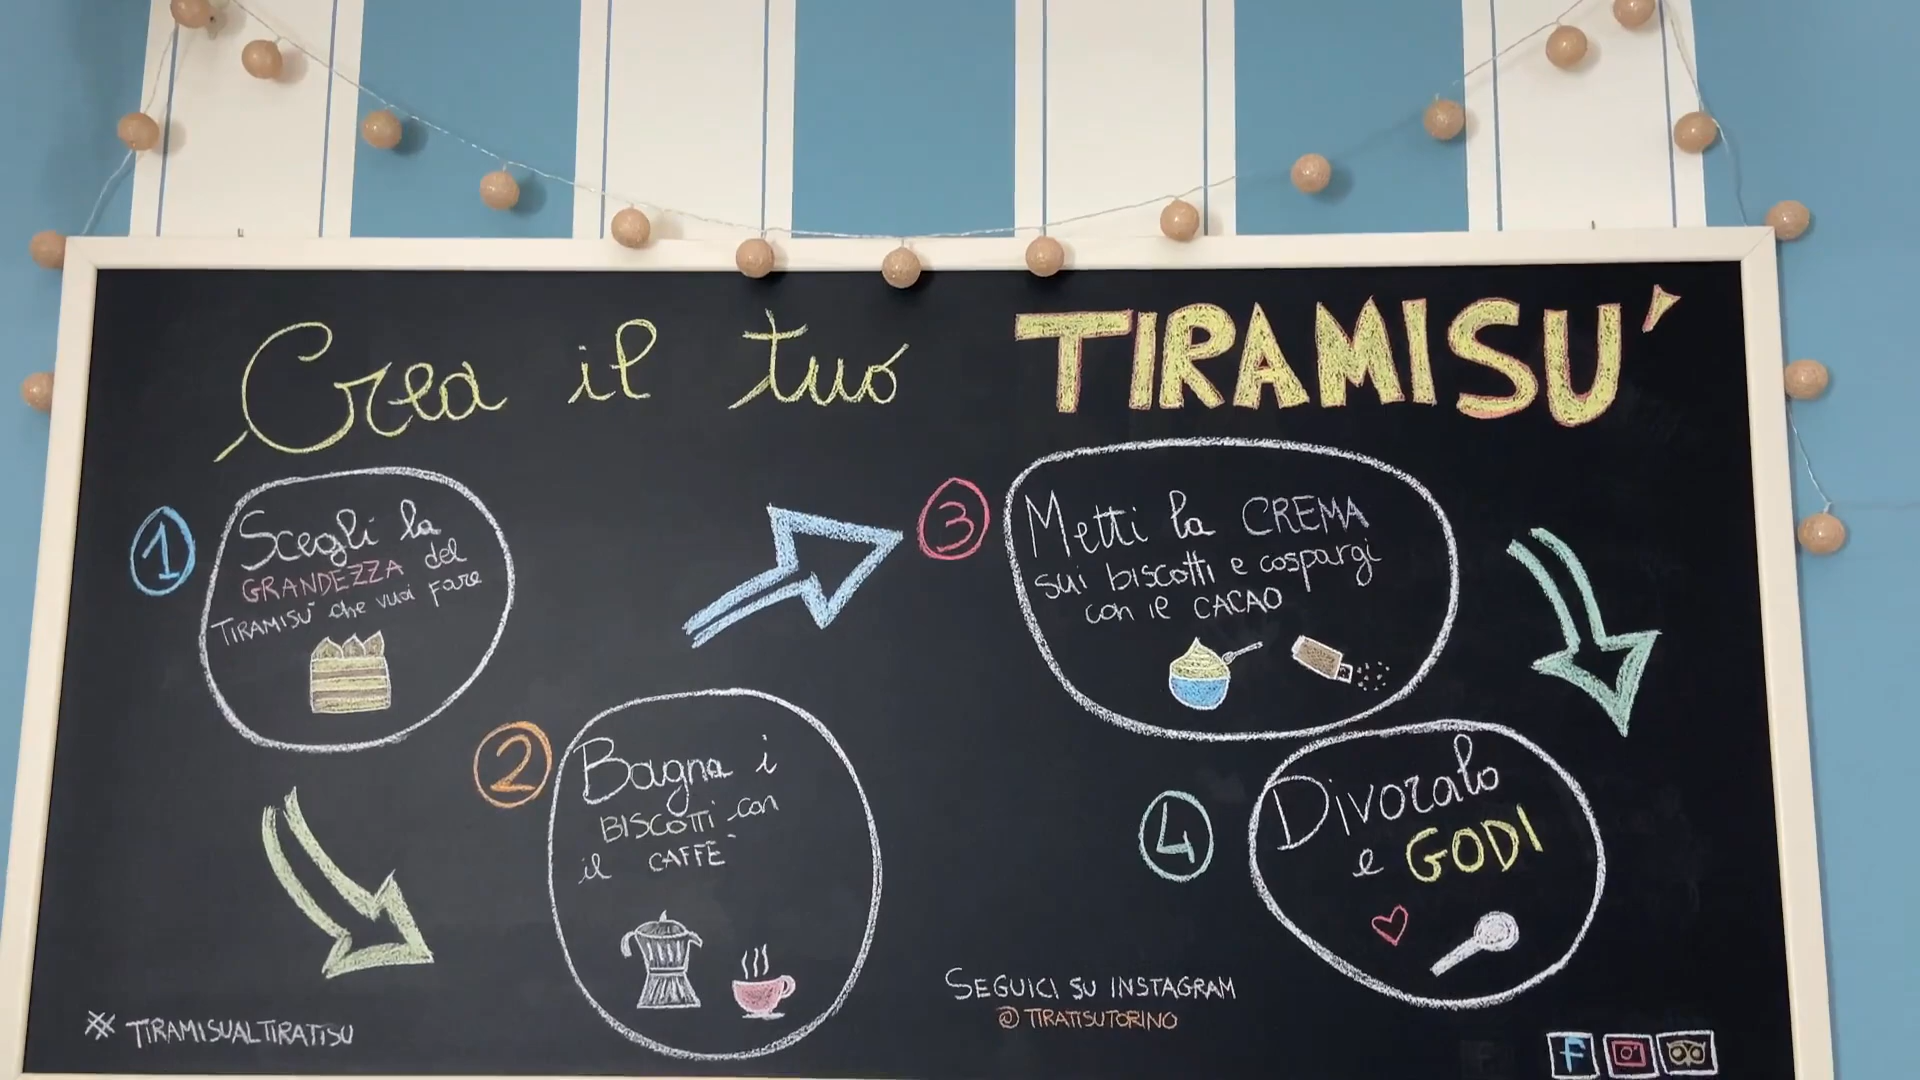 Crea il tuo TIRAMISU'
1
Scegli la
GRANDEZZA del
TIRAMISU' che vuoi fare
2
Bagna i
BISCOTTI con
il CAFFE'
3
Metti la CREMA
sui biscotti e cospargi
con il CACAO
4
Divoralo
e GODI
SEGUICI SU INSTAGRAM
@TIRATISUTORINO
# TIRAMISUALTIRATISU
f